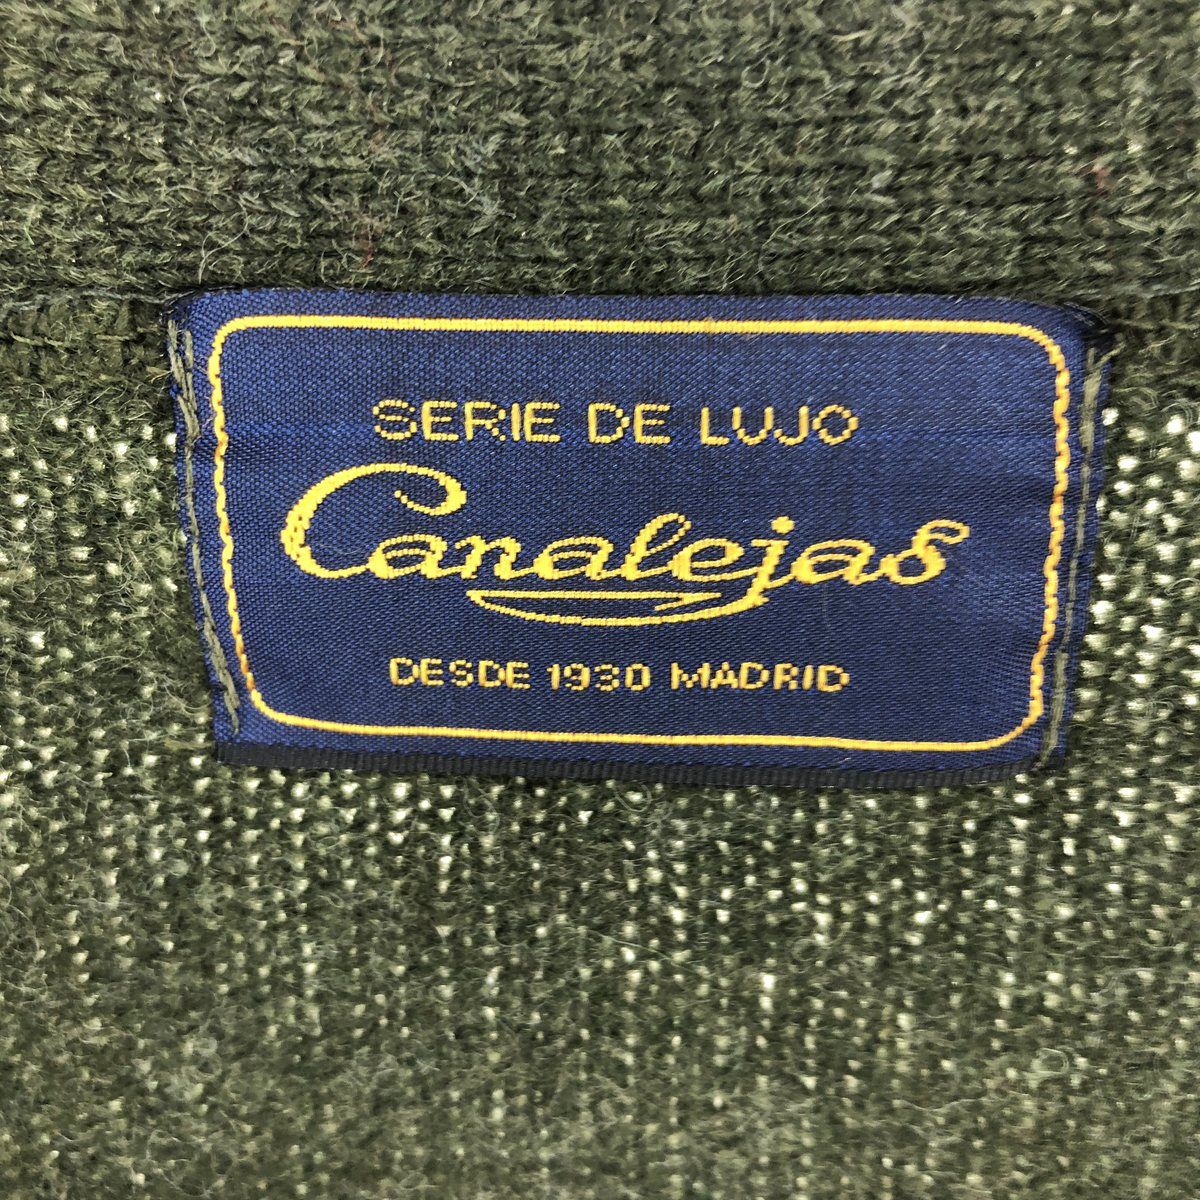 SERIE DE LUJO
Canalejas
DESDE 1930 MADRID